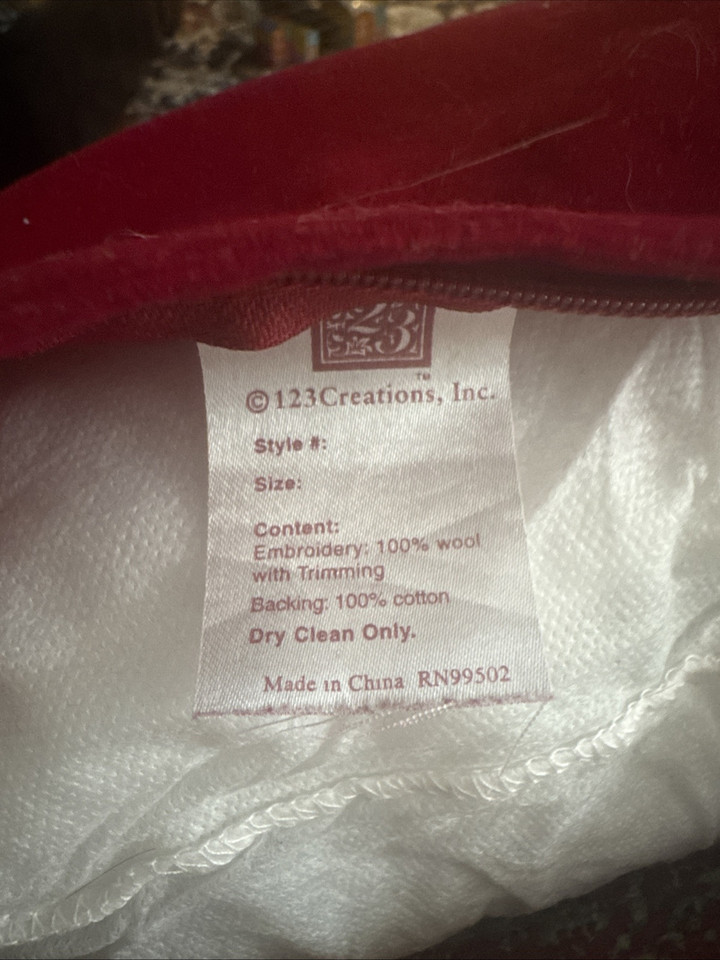 123
™
©123Creations, Inc.
Style #:
Size:
Content:
Embroidery: 100% wool
with Trimming
Backing: 100% cotton
Dry Clean Only.
Made in China RN99502